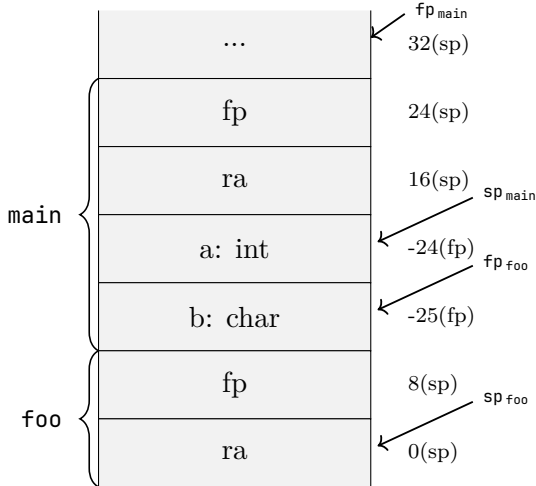 fp main
... 32(sp)
fp 24(sp)
ra 16(sp)
sp main
main
a: int -24(fp)
fp foo
b: char -25(fp)
fp 8(sp)
sp foo
foo
ra 0(sp)